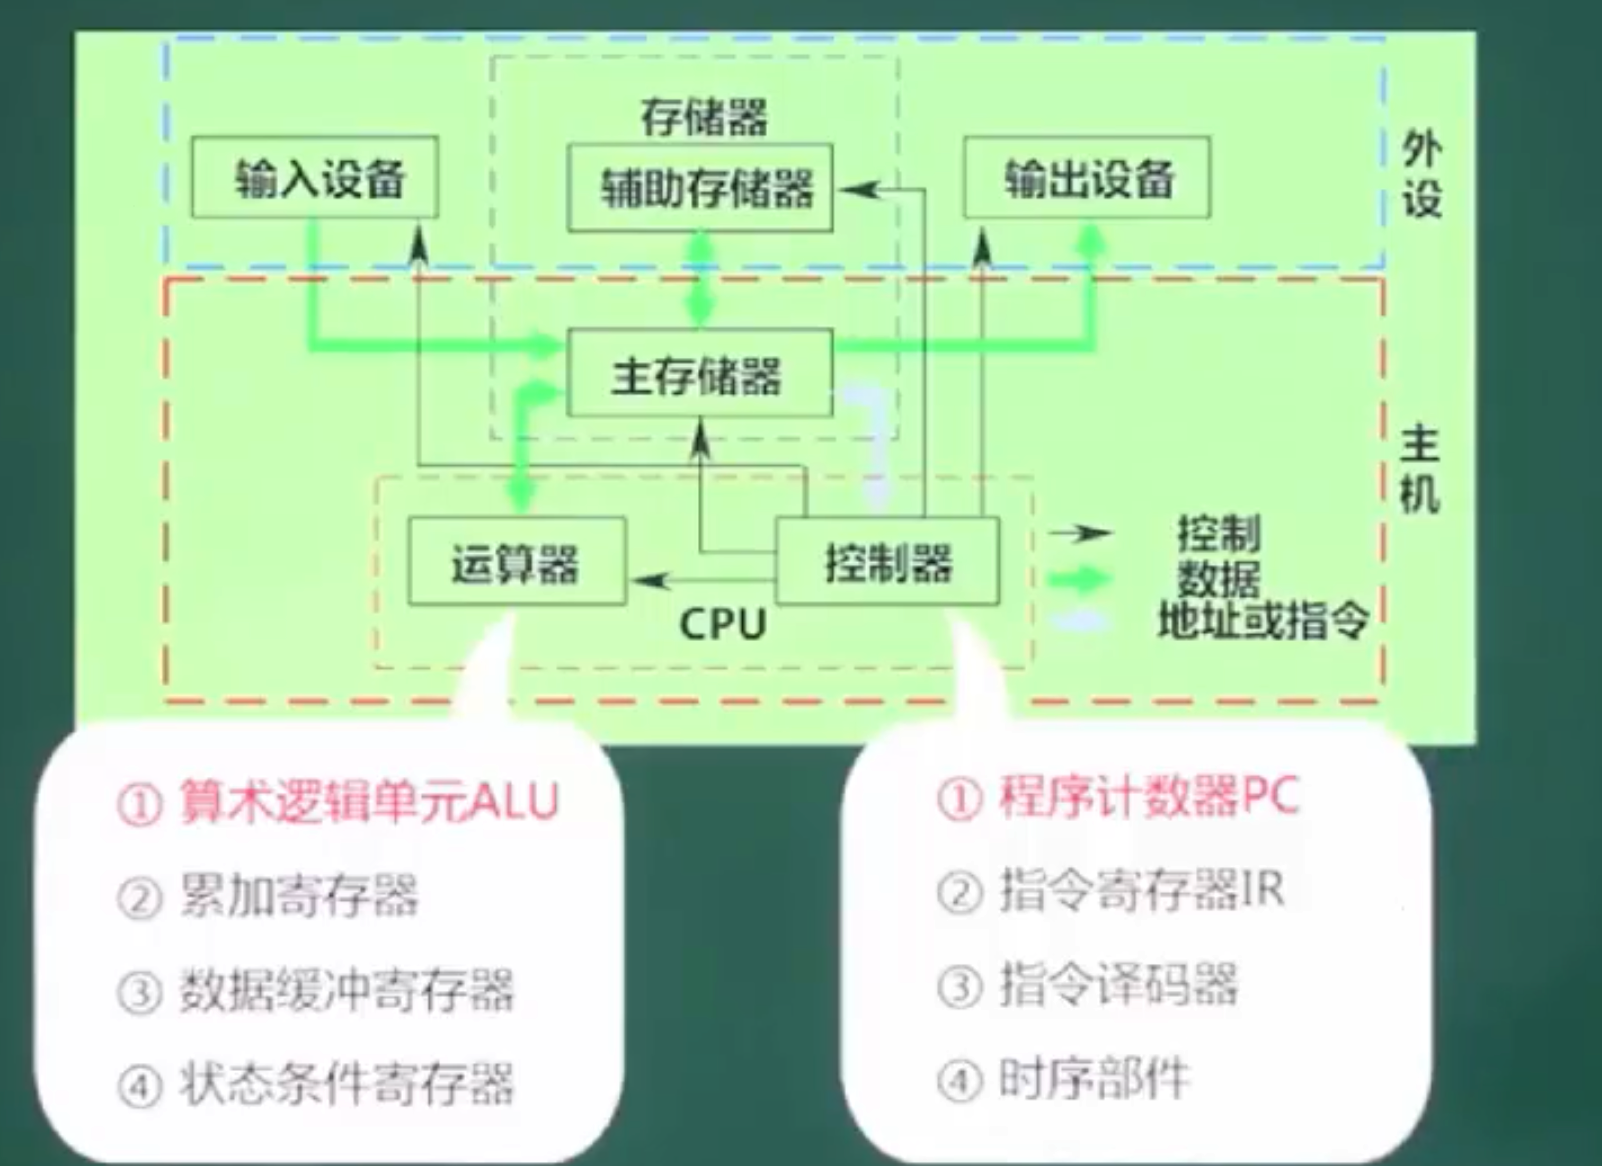 存储器
输入设备
辅助存储器
输出设备
外设
主存储器
主机
运算器
控制器
CPU
控制
数据
地址或指令
① 算术逻辑单元ALU
② 累加寄存器
③ 数据缓冲寄存器
④ 状态条件寄存器
① 程序计数器PC
② 指令寄存器IR
③ 指令译码器
④ 时序部件